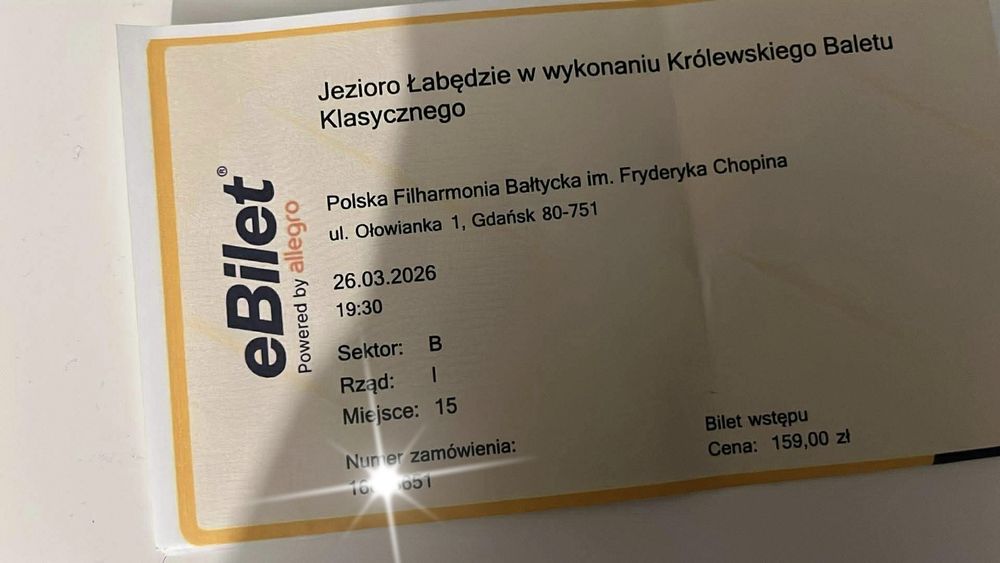 Jezioro Łabędzie w wykonaniu Królewskiego Baletu
Klasycznego
eBilet®
Powered by allegro
Polska Filharmonia Bałtycka im. Fryderyka Chopina
ul. Ołowianka 1, Gdańsk 80-751
26.03.2026
19:30
Sektor: B
Rząd: I
Miejsce: 15
Numer zamówienia:
Bilet wstępu
Cena: 159,00 zł